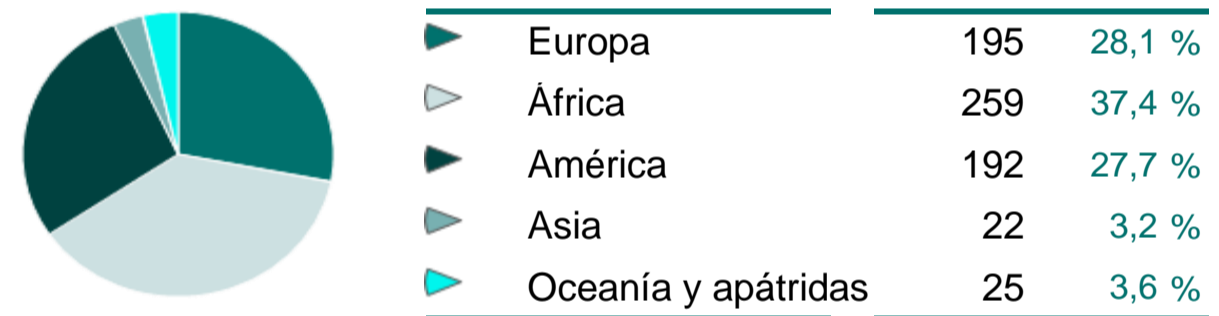 Europa 195 28,1 %
África 259 37,4 %
América 192 27,7 %
Asia 22 3,2 %
Oceanía y apátridas 25 3,6 %